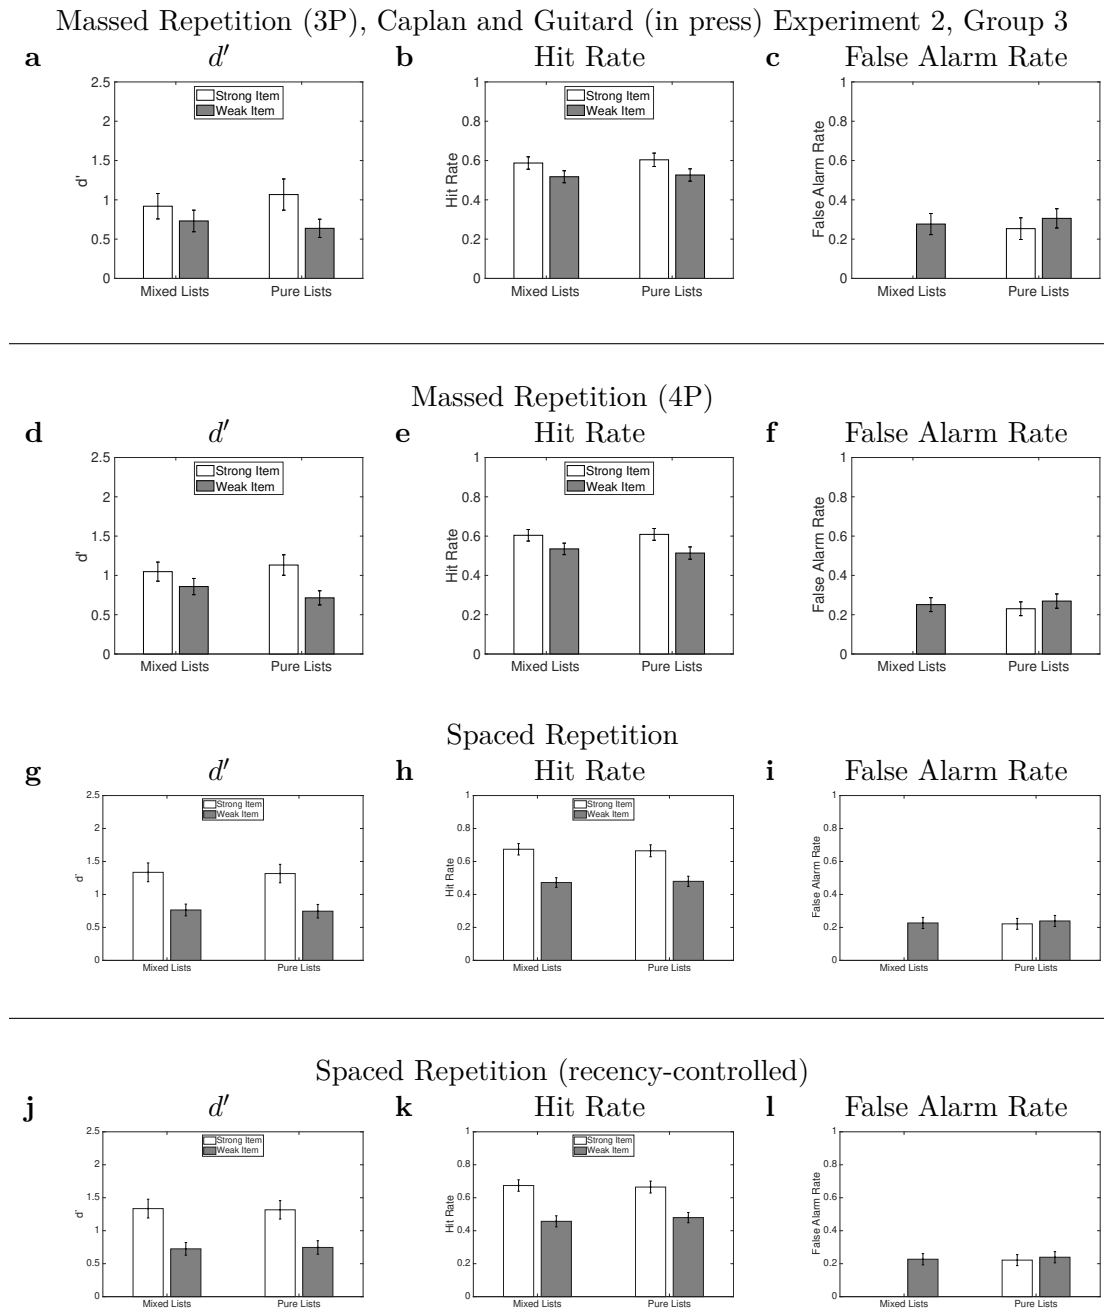 Massed Repetition (3P), Caplan and Guitard (in press) Experiment 2, Group 3
a d′ b Hit Rate c False Alarm Rate
2.5
2
1.5
1
0.5
0
d'
Strong Item
Weak Item
Mixed Lists Pure Lists
1
0.8
0.6
0.4
0.2
0
Hit Rate
Strong Item
Weak Item
Mixed Lists Pure Lists
1
0.8
0.6
0.4
0.2
0
False Alarm Rate
Mixed Lists Pure Lists
Massed Repetition (4P)
d d′ e Hit Rate f False Alarm Rate
2.5
2
1.5
1
0.5
0
d'
Strong Item
Weak Item
Mixed Lists Pure Lists
1
0.8
0.6
0.4
0.2
0
Hit Rate
Strong Item
Weak Item
Mixed Lists Pure Lists
1
0.8
0.6
0.4
0.2
0
False Alarm Rate
Mixed Lists Pure Lists
Spaced Repetition
g d′ h Hit Rate i False Alarm Rate
2.5
2
1.5
1
0.5
0
d'
Strong Item
Weak Item
Mixed Lists Pure Lists
1
0.8
0.6
0.4
0.2
0
Hit Rate
Strong Item
Weak Item
Mixed Lists Pure Lists
1
0.8
0.6
0.4
0.2
0
False Alarm Rate
Mixed Lists Pure Lists
Spaced Repetition (recency-controlled)
j d′ k Hit Rate l False Alarm Rate
2.5
2
1.5
1
0.5
0
d'
Strong Item
Weak Item
Mixed Lists Pure Lists
1
0.8
0.6
0.4
0.2
0
Hit Rate
Strong Item
Weak Item
Mixed Lists Pure Lists
1
0.8
0.6
0.4
0.2
0
False Alarm Rate
Mixed Lists Pure Lists